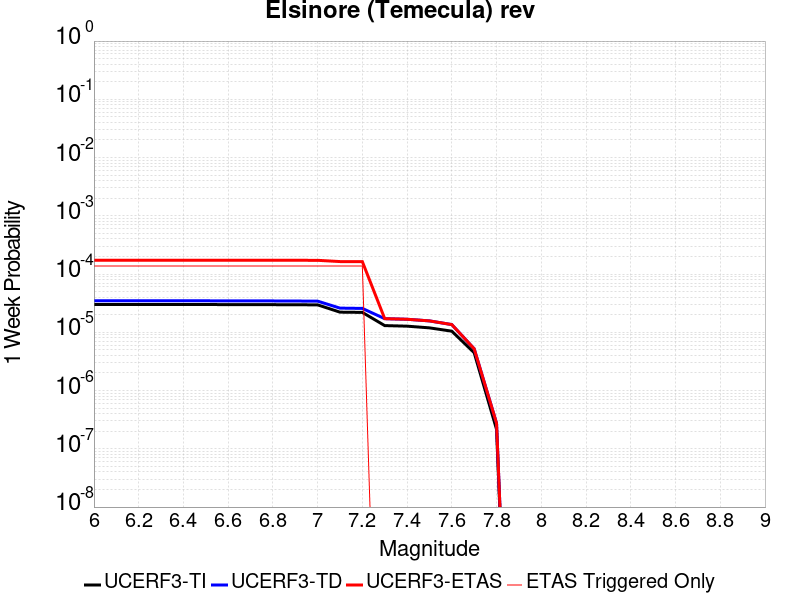 Elsinore (Temecula) rev
10^0
10^-1
10^-2
10^-3
10^-4
10^-5
10^-6
10^-7
10^-8
1 Week Probability
6 6.2 6.4 6.6 6.8 7 7.2 7.4 7.6 7.8 8 8.2 8.4 8.6 8.8 9
Magnitude
UCERF3-TI UCERF3-TD UCERF3-ETAS ETAS Triggered Only